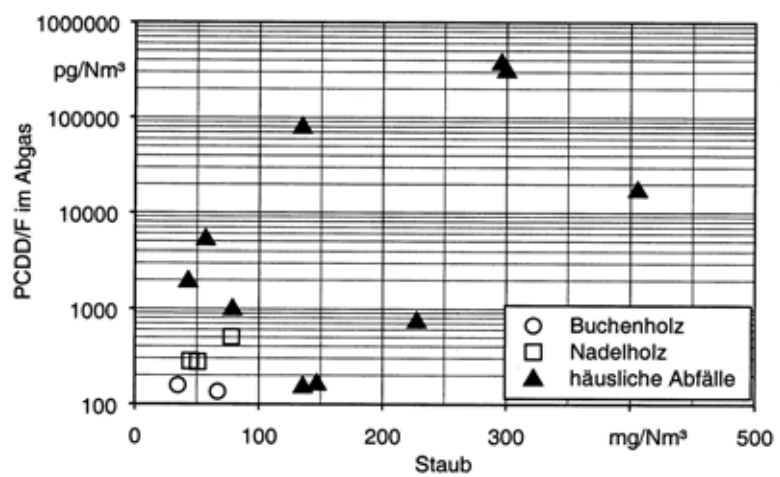 1000000
pg/Nm³
100000
10000
1000
100
PCDD/F im Abgas
Buchenholz
Nadelholz
häusliche Abfälle
0 100 200 300 mg/Nm³ 500
Staub